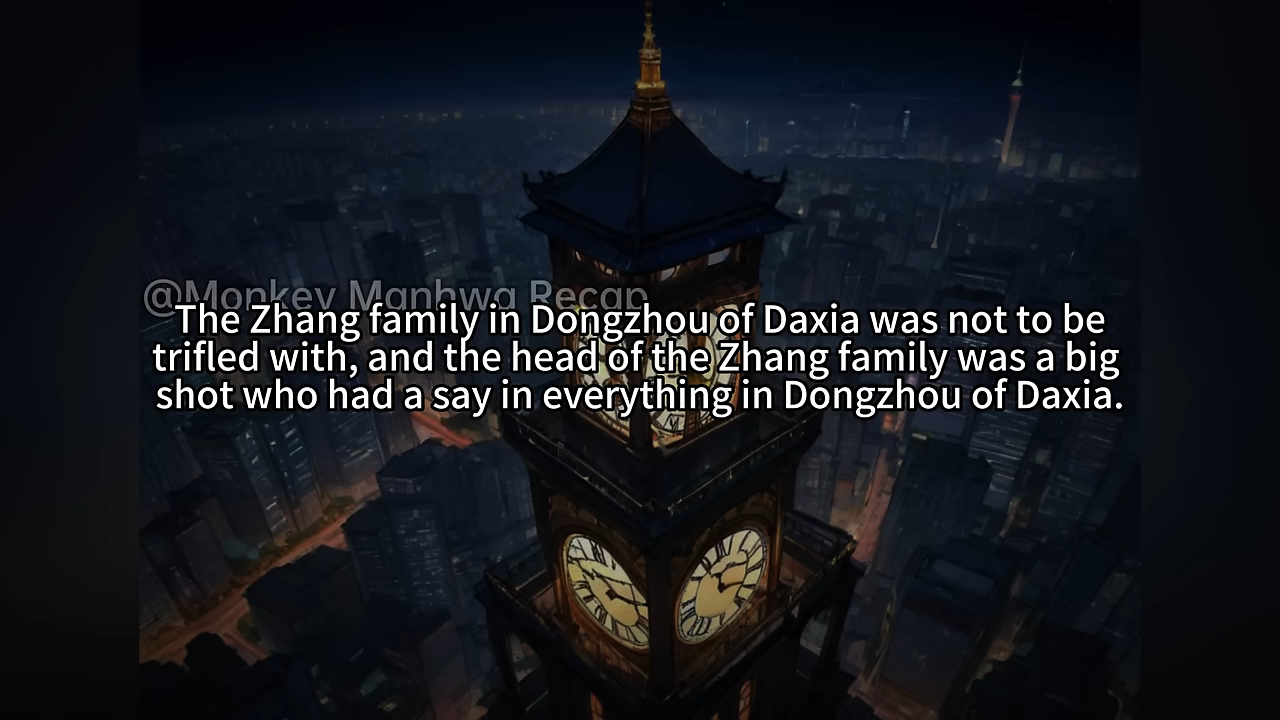 @Monkey Manhwa Recap
The Zhang family in Dongzhou of Daxia was not to be
trifled with, and the head of the Zhang family was a big
shot who had a say in everything in Dongzhou of Daxia.